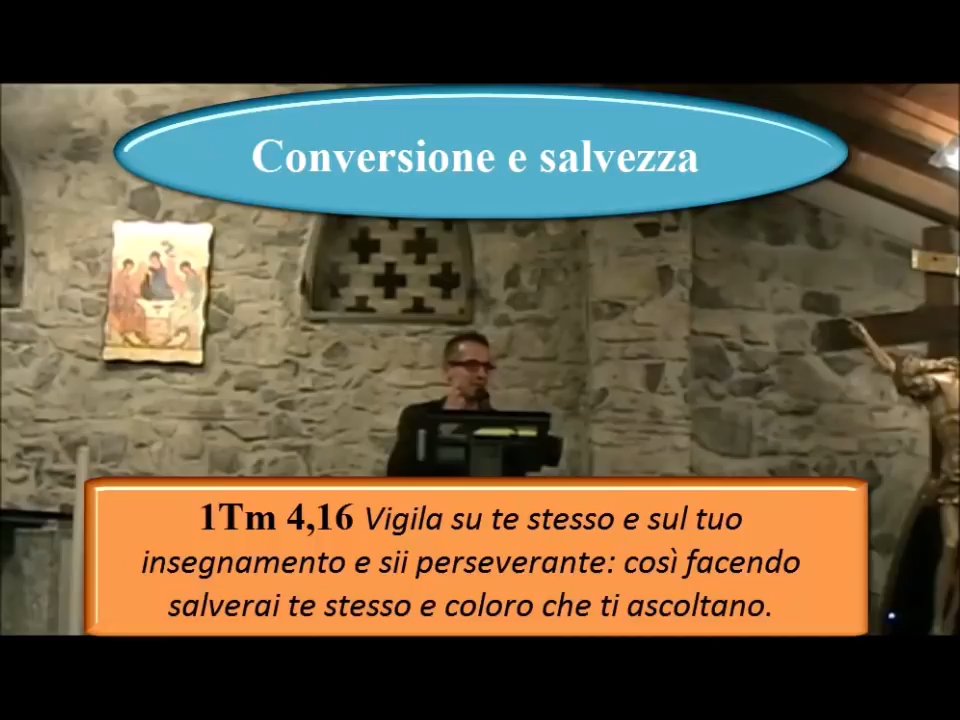 Conversione e salvezza
1Tm 4,16 Vigila su te stesso e sul tuo
insegnamento e sii perseverante: così facendo
salverai te stesso e coloro che ti ascoltano.